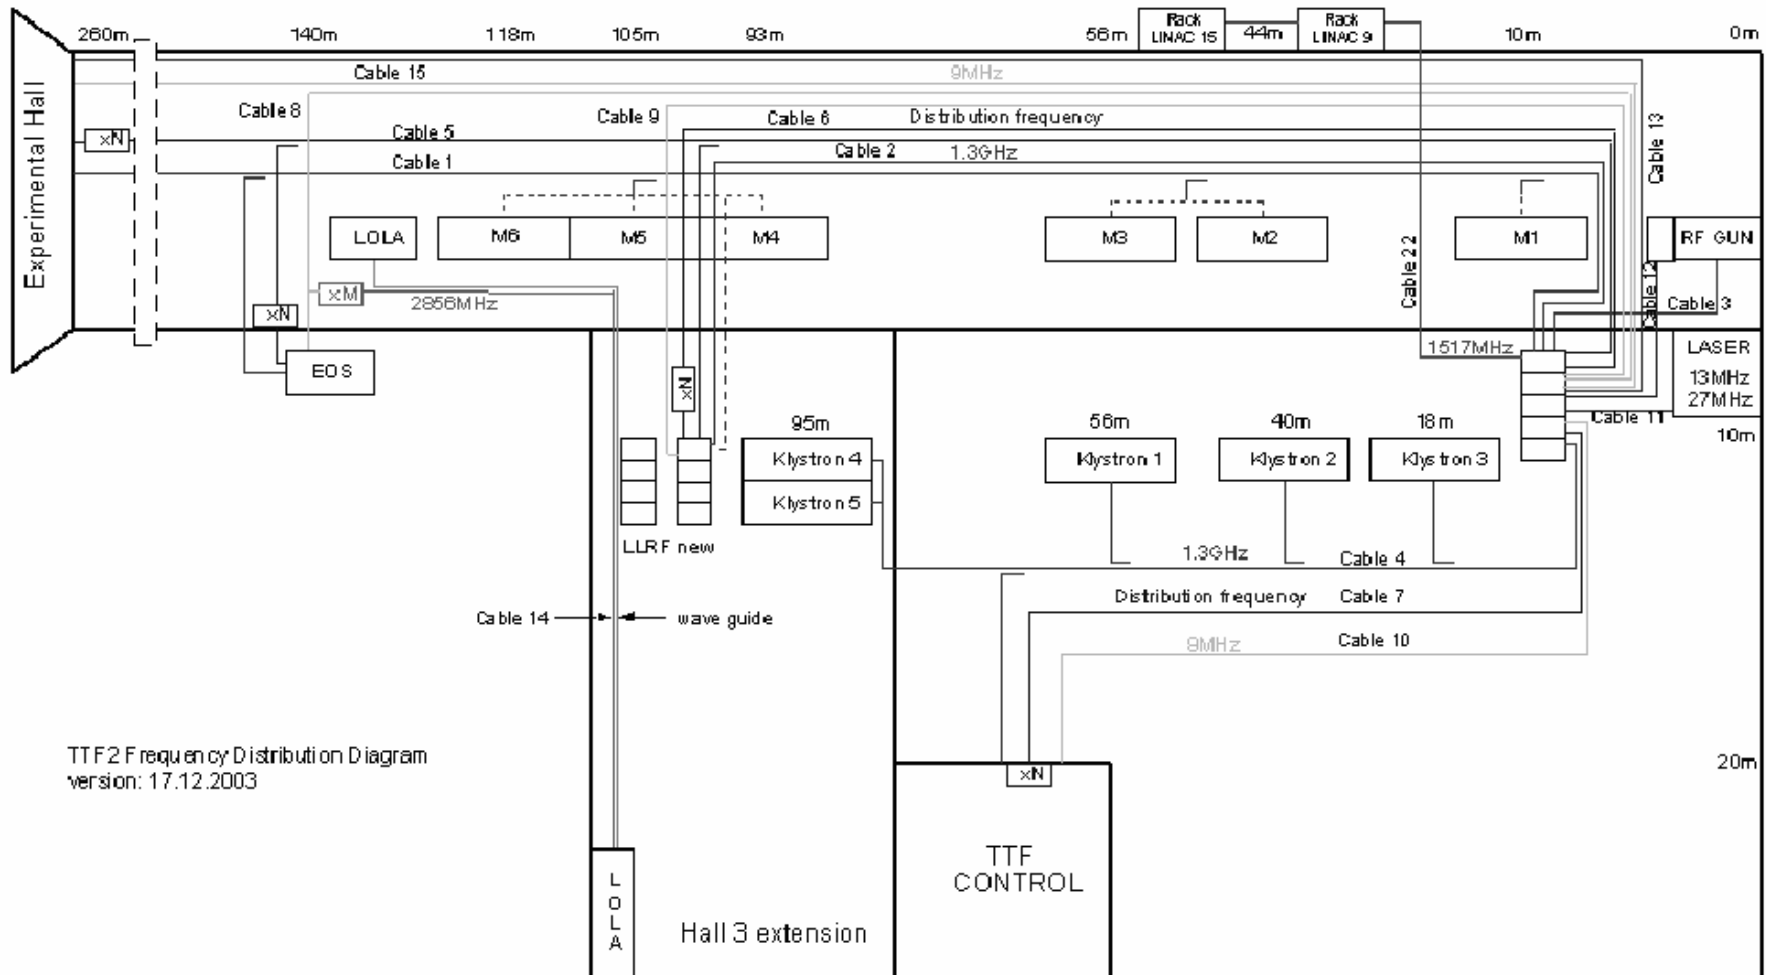 260m 140m 118m 105m 93m 56m Rack LINAC 15 44m Rack LINAC 9 10m 0m
Cable 15 9MHz
Cable 8 Cable 9 Cable 6 Distribution frequency
Cable 5
Cable 2 1.3GHz
Cable 1
Cable 13
Experimental Hall
xN
LOLA M6 M5 M4 M3 M2 M1 RF GUN
Cable 22
Cable 12
xM
2856MHz
Cable 3
xN
1517MHz
LASER
13MHz
27MHz
EOS
xN
Cable 11
10m
95m 56m 40m 18m
Klystron 4 Klystron 1 Klystron 2 Klystron 3
Klystron 5
LLRF new
1.3GHz Cable 4
Distribution frequency Cable 7
Cable 14 wave guide
9MHz Cable 10
TTF2 Frequency Distribution Diagram
version: 17.12.2003
20m
xN
TTF
CONTROL
LOLA
Hall 3 extension